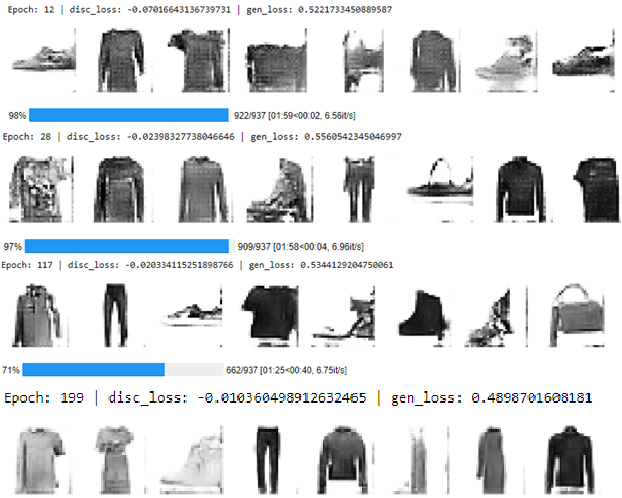 Epoch: 12 | disc_loss: -0.07016643136739731 | gen_loss: 0.5221733450889587
98% 922/937 [01:59<00:02, 6.56it/s]
Epoch: 28 | disc_loss: -0.02398327738046646 | gen_loss: 0.5560542345046997
97% 909/937 [01:58<00:04, 6.96it/s]
Epoch: 117 | disc_loss: -0.020334115251898766 | gen_loss: 0.5344129204750061
71% 662/937 [01:25<00:40, 6.75it/s]
Epoch: 199 | disc_loss: -0.010360498912632465 | gen_loss: 0.4898701608181